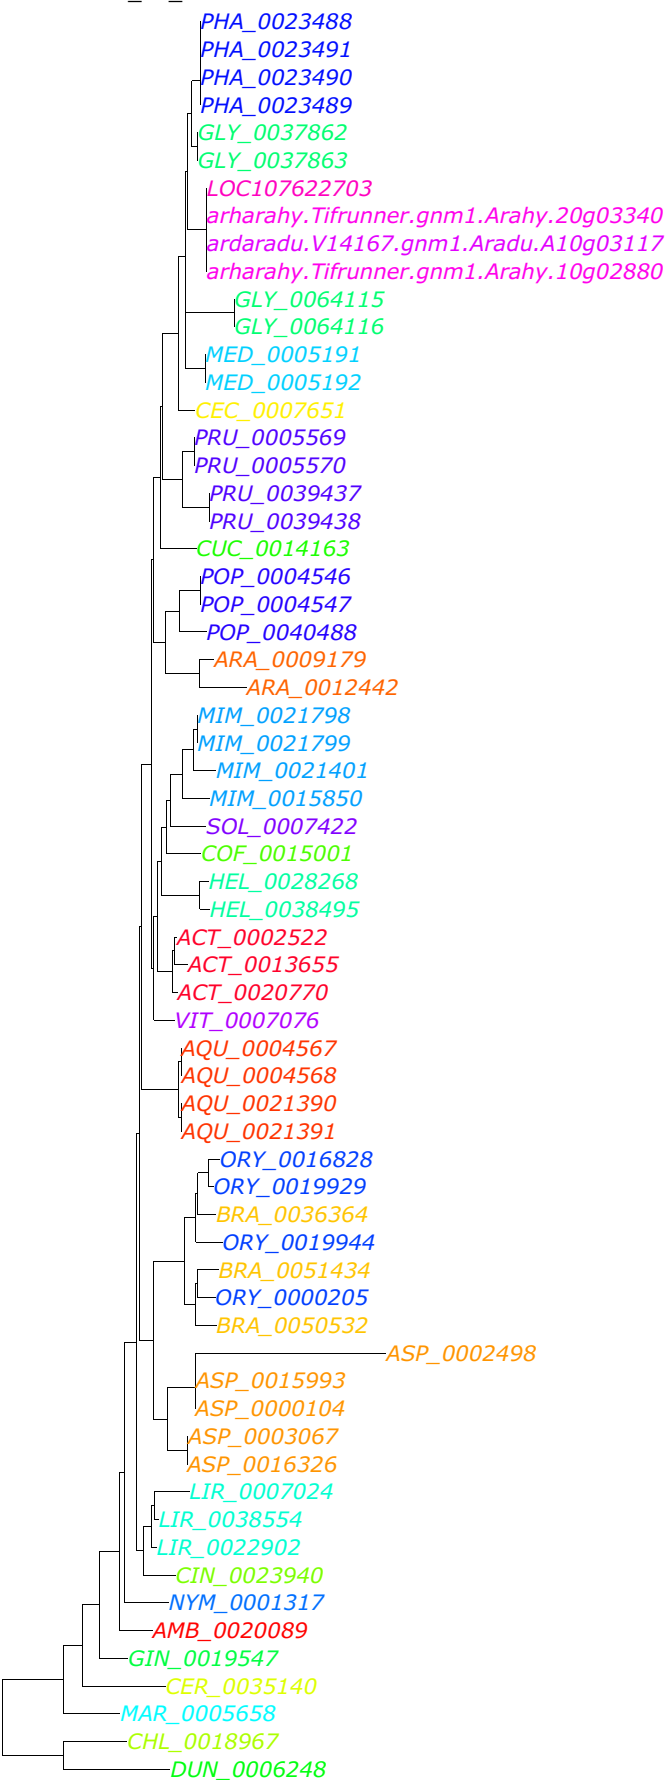 PHA_0023488
PHA_0023491
PHA_0023490
PHA_0023489
GLY_0037862
GLY_0037863
LOC107622703
arharahy.Tifrunner.gnm1.Arahy.20g03340
ardaradu.V14167.gnm1.Aradu.A10g03117
arharahy.Tifrunner.gnm1.Arahy.10g02880
GLY_0064115
GLY_0064116
MED_0005191
MED_0005192
CEC_0007651
PRU_0005569
PRU_0005570
PRU_0039437
PRU_0039438
CUC_0014163
POP_0004546
POP_0004547
POP_0040488
ARA_0009179
ARA_0012442
MIM_0021798
MIM_0021799
MIM_0021401
MIM_0015850
SOL_0007422
COF_0015001
HEL_0028268
HEL_0038495
ACT_0002522
ACT_0013655
ACT_0020770
VIT_0007076
AQU_0004567
AQU_0004568
AQU_0021390
AQU_0021391
ORY_0016828
ORY_0019929
BRA_0036364
ORY_0019944
BRA_0051434
ORY_0000205
BRA_0050532
ASP_0002498
ASP_0015993
ASP_0000104
ASP_0003067
ASP_0016326
LIR_0007024
LIR_0038554
LIR_0022902
CIN_0023940
NYM_0001317
AMB_0020089
GIN_0019547
CER_0035140
MAR_0005658
CHL_0018967
DUN_0006248